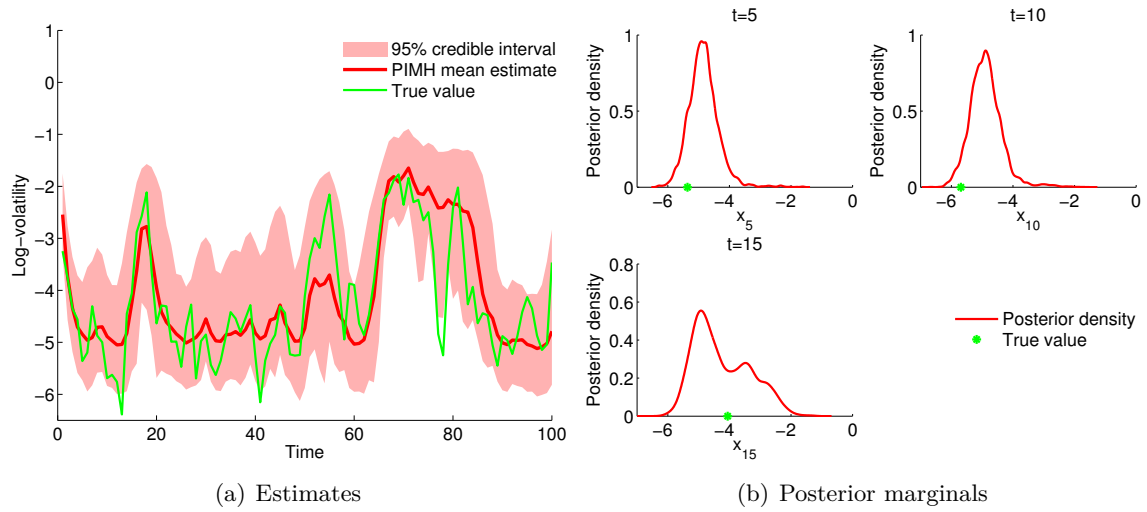 −1
0
−1
−2
−3
−4
−5
−6
Log−volatility
0
20
40
60
80
100
Time
95% credible interval
PIMH mean estimate
True value
(a) Estimates
t=5
1
0.5
0
Posterior density
−6
−4
−2
0
x5
t=10
1
0.5
0
Posterior density
−6
−4
−2
0
x10
t=15
0.8
0.6
0.4
0.2
0
Posterior density
−6
−4
−2
0
x15
Posterior density
True value
(b) Posterior marginals